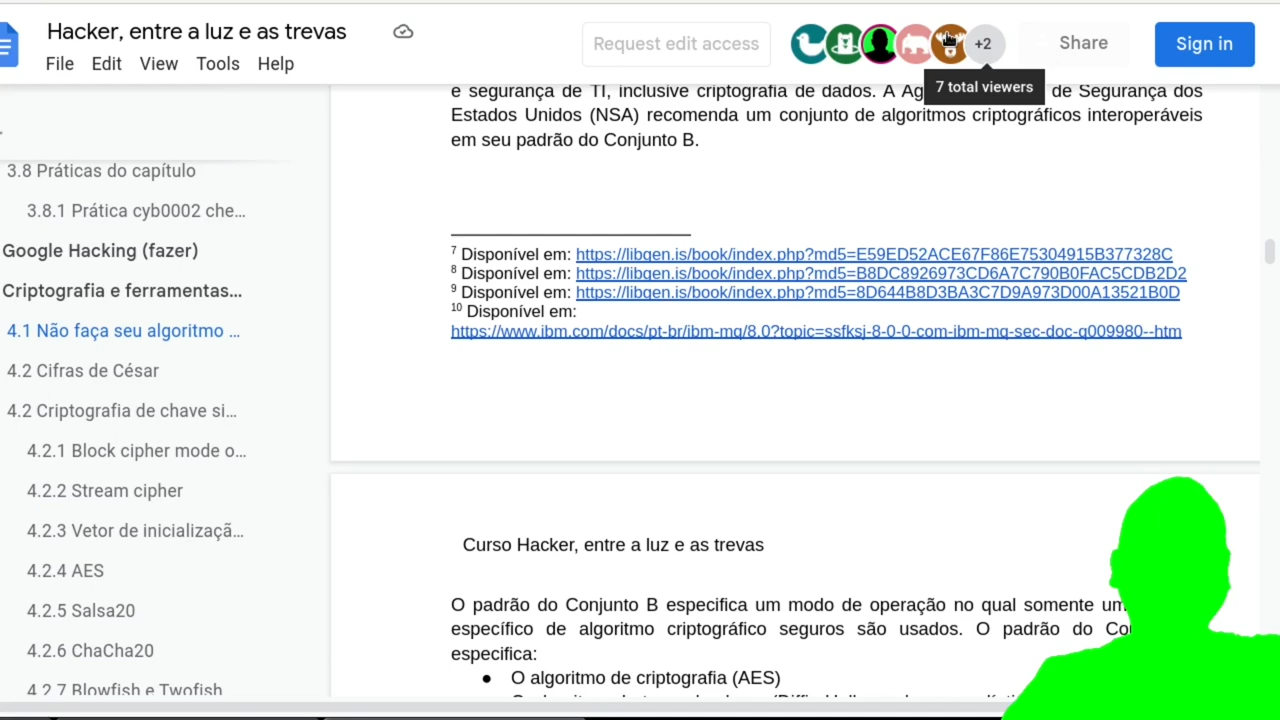 Hacker, entre a luz e as trevas
File Edit View Tools Help
Request edit access
+2
Share
Sign in
7 total viewers
3.8 Práticas do capítulo
3.8.1 Prática cyb0002 che...
Google Hacking (fazer)
Criptografia e ferramentas...
4.1 Não faça seu algoritmo ...
4.2 Cifras de César
4.2 Criptografia de chave si...
4.2.1 Block cipher mode o...
4.2.2 Stream cipher
4.2.3 Vetor de inicializaçã...
4.2.4 AES
4.2.5 Salsa20
4.2.6 ChaCha20
4.2.7 Blowfish e Twofish
e segurança de TI, inclusive criptografia de dados. A Ag de Segurança dos
Estados Unidos (NSA) recomenda um conjunto de algoritmos criptográficos interoperáveis
em seu padrão do Conjunto B.
7 Disponível em: https://libgen.is/book/index.php?md5=E59ED52ACE67F86E75304915B377328C
8 Disponível em: https://libgen.is/book/index.php?md5=B8DC8926973CD6A7C790B0FAC5CDB2D2
9 Disponível em: https://libgen.is/book/index.php?md5=8D644B8D3BA3C7D9A973D00A13521B0D
10 Disponível em:
https://www.ibm.com/docs/pt-br/ibm-mq/8.0?topic=ssfksj-8-0-0-com-ibm-mq-sec-doc-q009980--htm
Curso Hacker, entre a luz e as trevas
O padrão do Conjunto B especifica um modo de operação no qual somente um
específico de algoritmo criptográfico seguros são usados. O padrão do Co
especifica:
● O algoritmo de criptografia (AES)